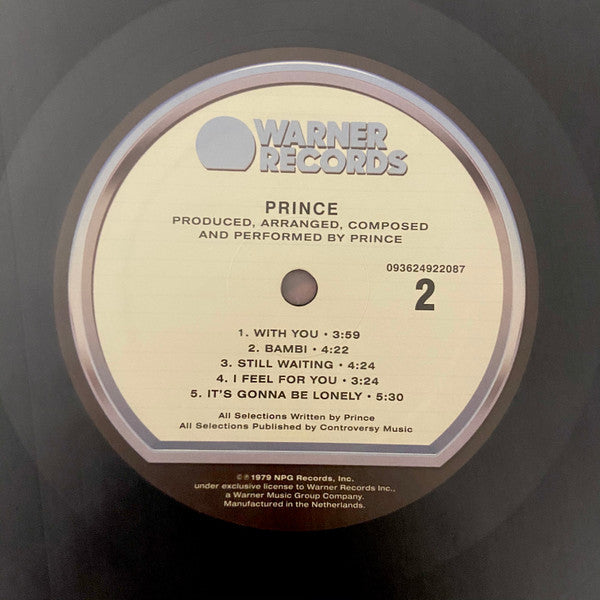 WARNER
RECORDS
PRINCE
PRODUCED, ARRANGED, COMPOSED
AND PERFORMED BY PRINCE
093624922087
2
1. WITH YOU • 3:59
2. BAMBI • 4:22
3. STILL WAITING • 4:24
4. I FEEL FOR YOU • 3:24
5. IT'S GONNA BE LONELY • 5:30
All Selections Written by Prince
All Selections Published by Controversy Music
©℗1979 NPG Records, Inc.
under exclusive license to Warner Records Inc.,
a Warner Music Group Company.
Manufactured in the Netherlands.